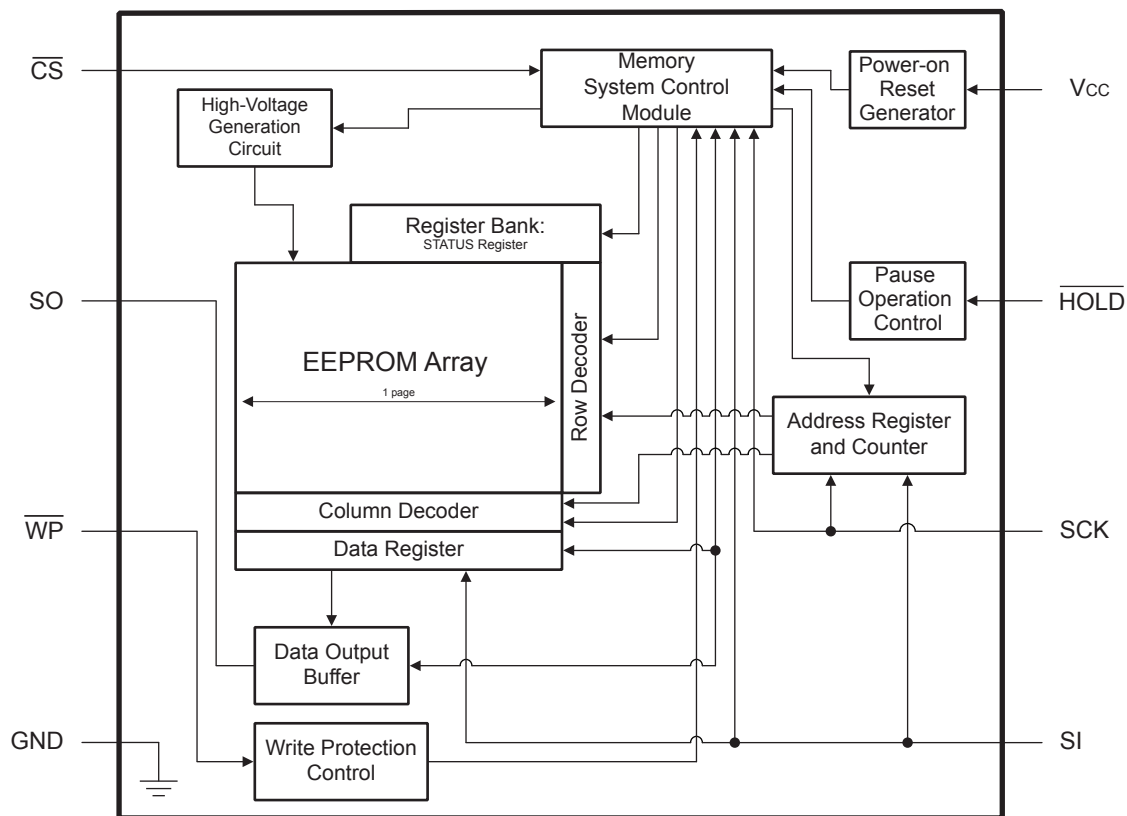 CS
Memory
System Control
Module
Power-on
Reset
Generator
VCC
High-Voltage
Generation
Circuit
Register Bank:
STATUS Register
SO
EEPROM Array
1 page
Row Decoder
Pause
Operation
Control
HOLD
Address Register
and Counter
Column Decoder
WP
Data Register
SCK
Data Output
Buffer
GND
Write Protection
Control
SI